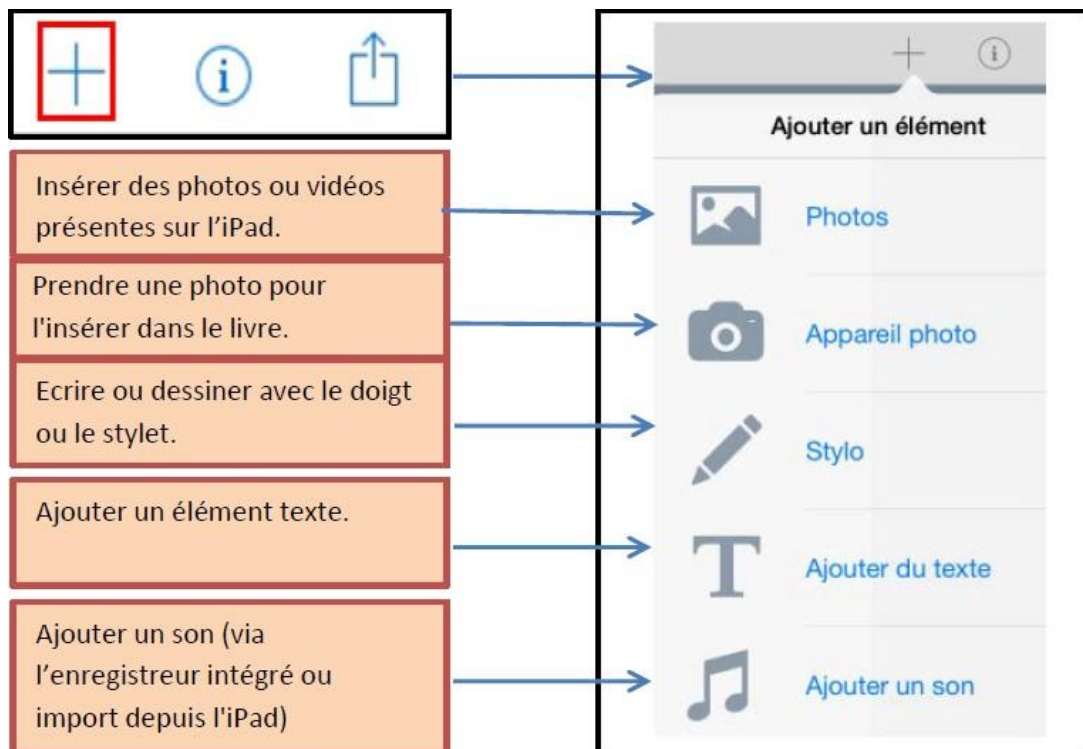 Insérer des photos ou vidéos
présentes sur l’iPad.
Prendre une photo pour
l'insérer dans le livre.
Ecrire ou dessiner avec le doigt
ou le stylet.
Ajouter un élément texte.
Ajouter un son (via
l’enregistreur intégré ou
import depuis l'iPad)
Ajouter un élément
Photos
Appareil photo
Stylo
Ajouter du texte
Ajouter un son